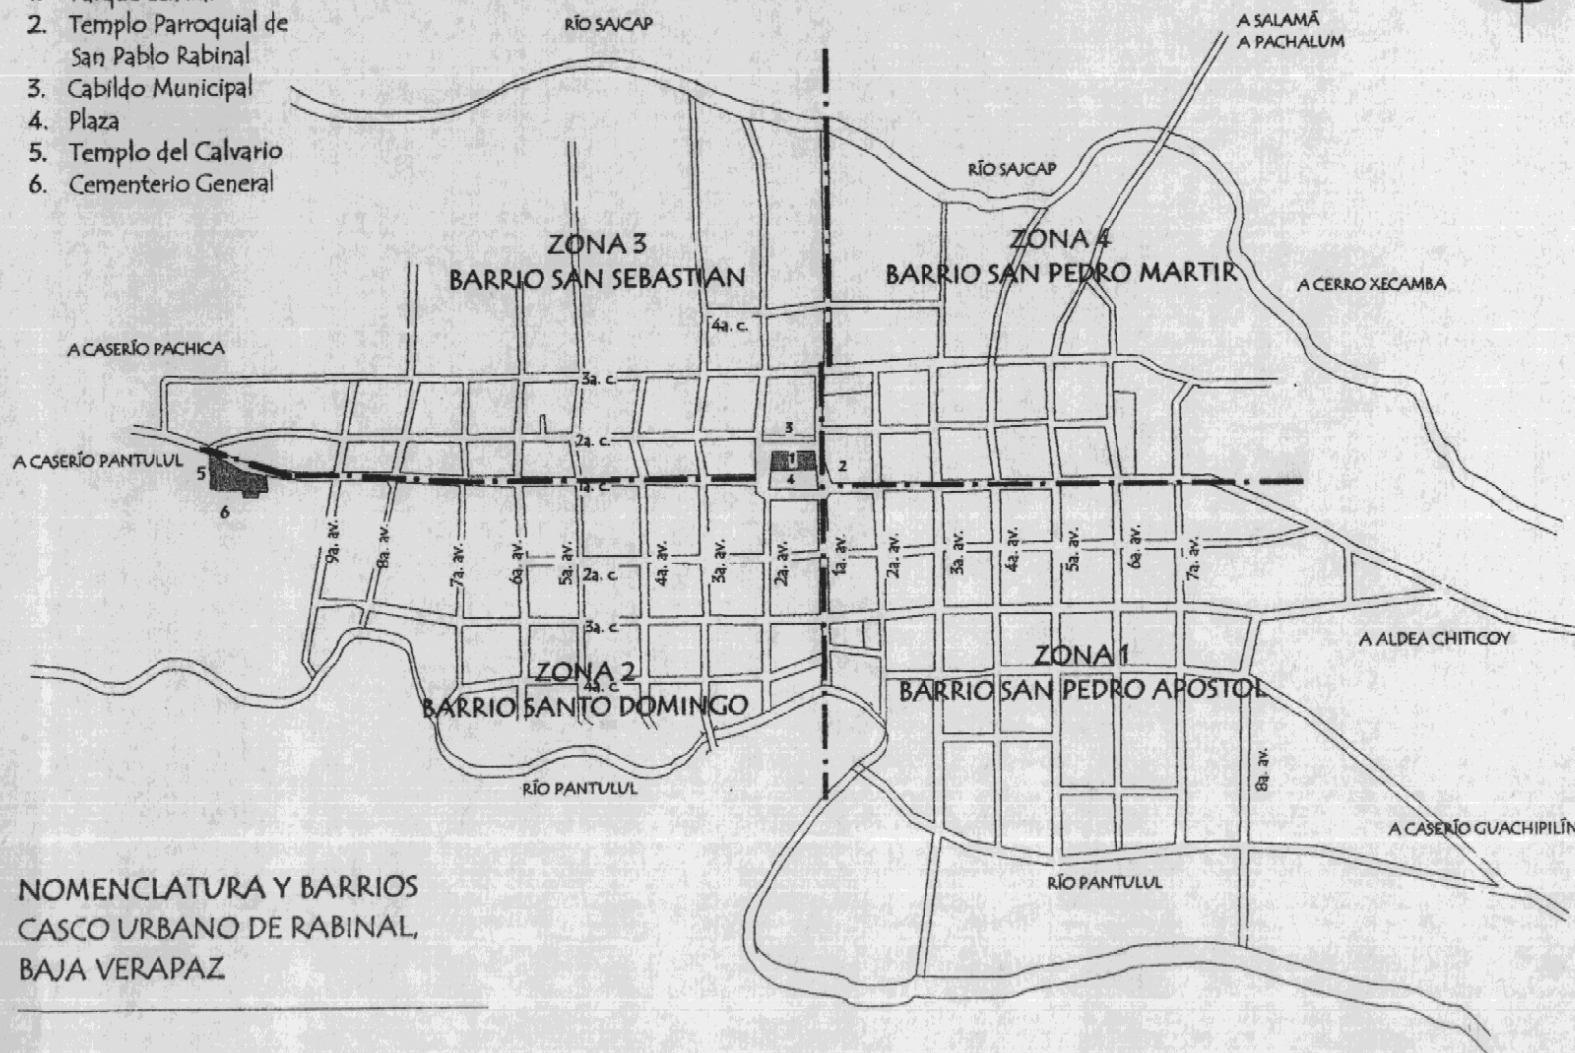 2. Templo Parroquial de
San Pablo Rabinal
3. Cabildo Municipal
4. Plaza
5. Templo del Calvario
6. Cementerio General
RÍO SAJCAP
A SALAMÁ
A PACHALUM
RÍO SAJCAP
ZONA 3
BARRIO SAN SEBASTIAN
ZONA 4
BARRIO SAN PEDRO MARTIR
A CERRO XECAMBA
4a. c.
A CASERÍO PACHICA
3a. c.
3
2a. c.
A CASERÍO PANTULUL
5
1
2
4
1a. c.
6
9a. av.
8a. av.
7a. av.
6a. av.
5a. av.
4a. av.
3a. av.
2a. av.
1a. av.
2a. av.
3a. av.
4a. av.
5a. av.
6a. av.
7a. av.
2a. c.
3a. c.
A ALDEA CHITICOY
ZONA 2
4a. c.
BARRIO SANTO DOMINGO
ZONA 1
BARRIO SAN PEDRO APOSTOL
8a. av.
RÍO PANTULUL
A CASERÍO GUACHIPILÍN
RÍO PANTULUL
NOMENCLATURA Y BARRIOS
CASCO URBANO DE RABINAL,
BAJA VERAPAZ